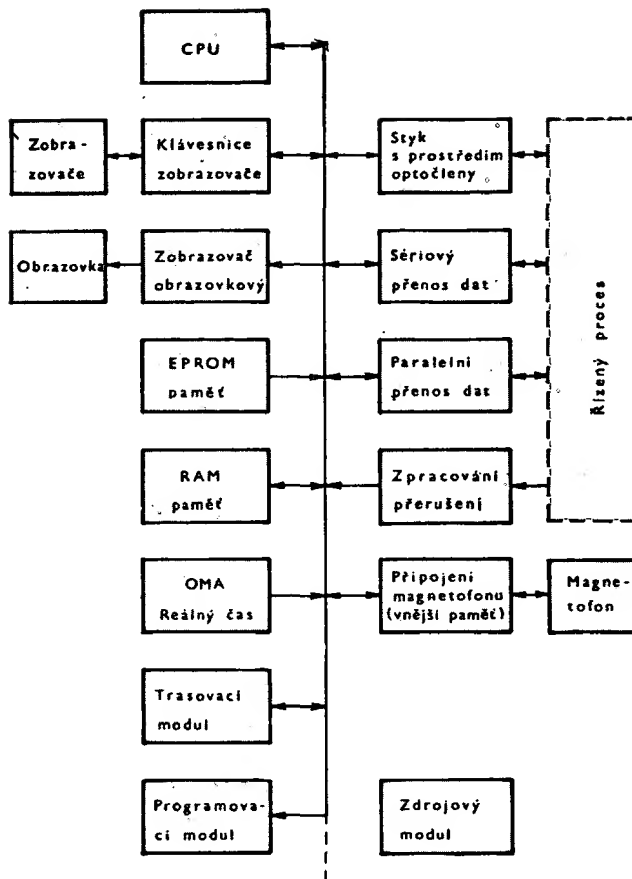 CPU
Zobra-
zovače
Klávesnice
zobrazovače
Styk
s prostředím
optočleny
Obrazovka
Zobrazovač
obrazovkový
Sériový
přenos dat
EPROM
paměť
Paralelní
přenos dat
Řízený proces
RAM
paměť
Zpracování
přerušení
OMA
Reálný čas
Připojení
magnetofonu
(vnější paměť)
Magne-
tofon
Trasovací
modul
Programova-
cí modul
Zdrojový
modul